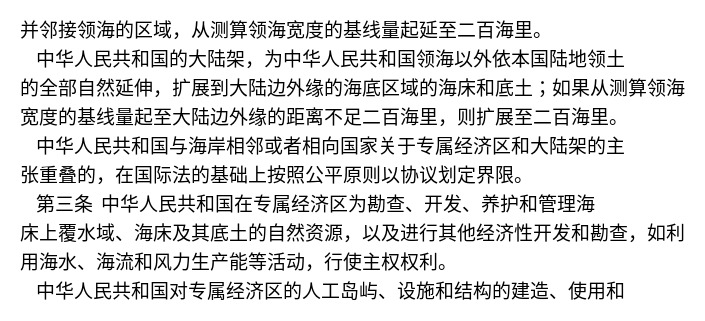 并邻接领海的区域，从测算领海宽度的基线量起延至二百海里。
中华人民共和国的大陆架，为中华人民共和国领海以外依本国陆地领土
的全部自然延伸，扩展到大陆边外缘的海底区域的海床和底土；如果从测算领海
宽度的基线量起至大陆边外缘的距离不足二百海里，则扩展至二百海里。
中华人民共和国与海岸相邻或者相向国家关于专属经济区和大陆架的主
张重叠的，在国际法的基础上按照公平原则以协议划定界限。
第三条 中华人民共和国在专属经济区为勘查、开发、养护和管理海
床上覆水域、海床及其底土的自然资源，以及进行其他经济性开发和勘查，如利
用海水、海流和风力生产能等活动，行使主权权利。
中华人民共和国对专属经济区的人工岛屿、设施和结构的建造、使用和